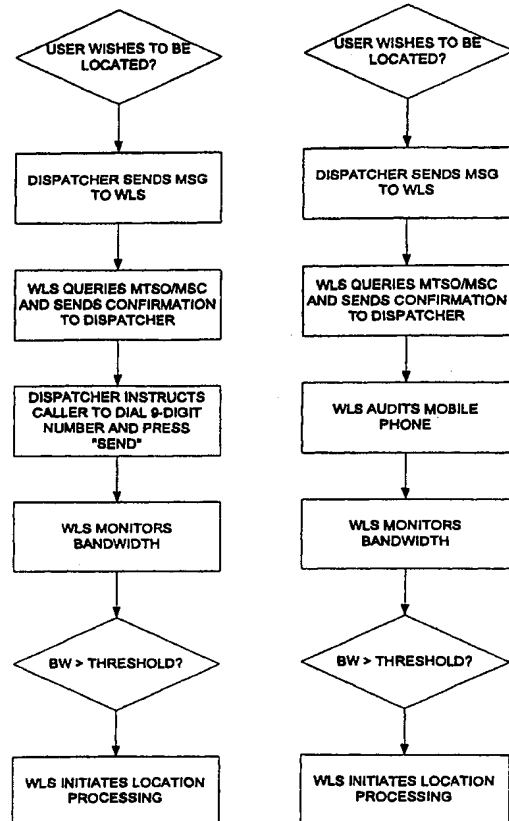 USER WISHES TO BE
LOCATED?
DISPATCHER SENDS MSG
TO WLS
WLS QUERIES MTSO/MSC
AND SENDS CONFIRMATION
TO DISPATCHER
DISPATCHER INSTRUCTS
CALLER TO DIAL 9-DIGIT
NUMBER AND PRESS
"SEND"
WLS MONITORS
BANDWIDTH
BW > THRESHOLD?
WLS INITIATES LOCATION
PROCESSING
USER WISHES TO BE
LOCATED?
DISPATCHER SENDS MSG
TO WLS
WLS QUERIES MTSO/MSC
AND SENDS CONFIRMATION
TO DISPATCHER
WLS AUDITS MOBILE
PHONE
WLS MONITORS
BANDWIDTH
BW > THRESHOLD?
WLS INITIATES LOCATION
PROCESSING